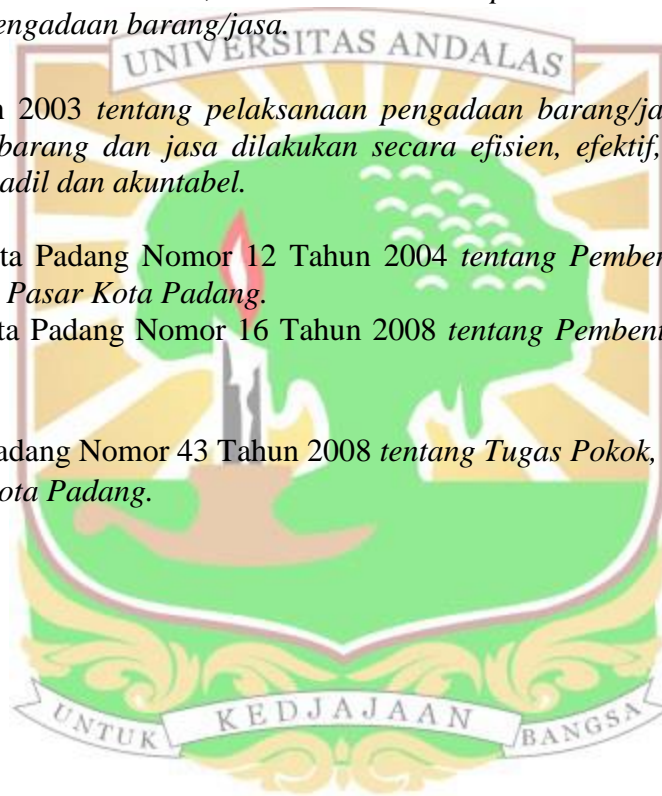 engadaan barang/jasa.
UNIVERSITAS ANDALAS
2003 tentang pelaksanaan pengadaan barang/ja
barang dan jasa dilakukan secara efisien, efektif,
adil dan akuntabel.
ta Padang Nomor 12 Tahun 2004 tentang Pember
Pasar Kota Padang.
ta Padang Nomor 16 Tahun 2008 tentang Pembent
adang Nomor 43 Tahun 2008 tentang Tugas Pokok,
ota Padang.
UNTUK KEDJAJAAN BANGSA